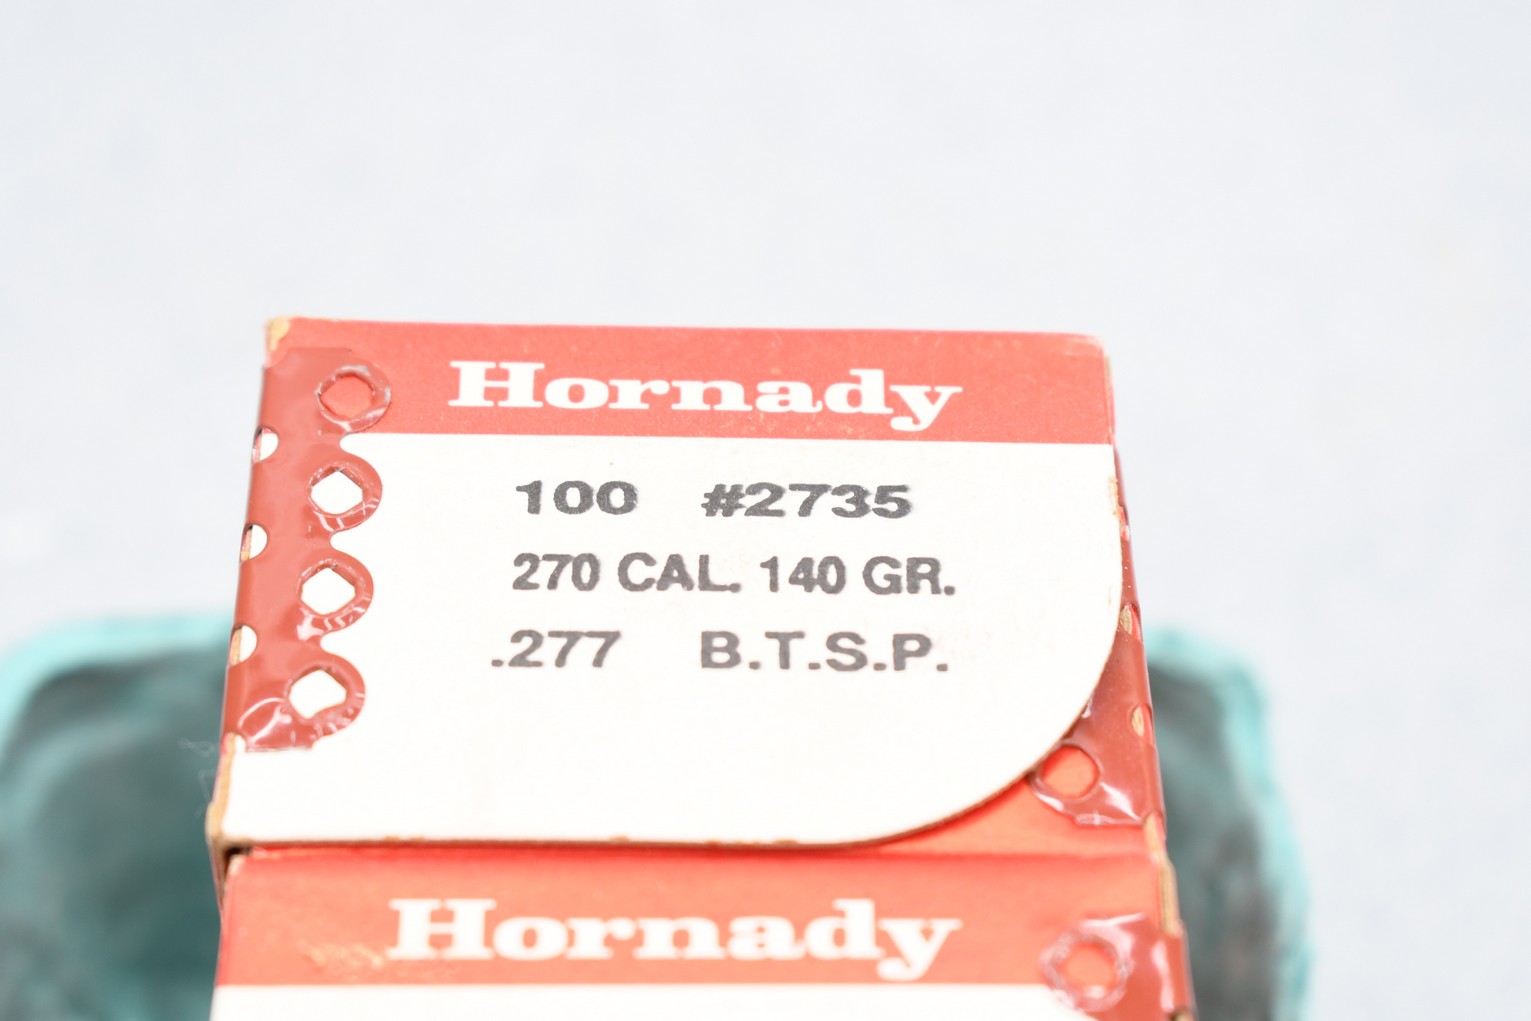 Hornady
100 #2735
270 CAL. 140 GR.
.277 B.T.S.P.
Hornady